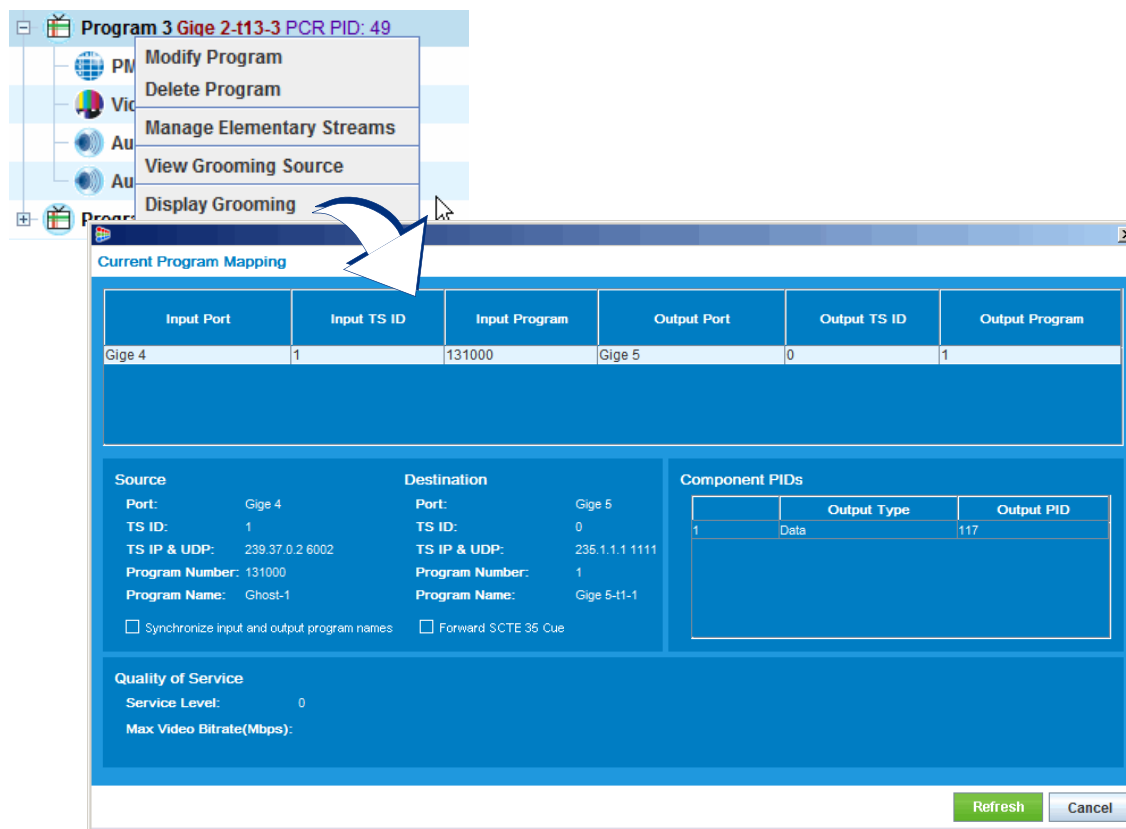 Program 3 Gige 2-t13-3 PCR PID: 49
Modify Program
Delete Program
Manage Elementary Streams
View Grooming Source
Display Grooming
Current Program Mapping
Input Port Input TS ID Input Program Output Port Output TS ID Output Program
Gige 4 1 131000 Gige 5 0 1
Source
Port: Gige 4
TS ID: 1
TS IP & UDP: 239.37.0.2 6002
Program Number: 131000
Program Name: Ghost-1
Synchronize input and output program names
Destination
Port: Gige 5
TS ID: 0
TS IP & UDP: 235.1.1.1 1111
Program Number: 1
Program Name: Gige 5-t1-1
Forward SCTE 35 Cue
Component PIDs
Output Type Output PID
1 Data 117
Quality of Service
Service Level: 0
Max Video Bitrate(Mbps):
Refresh Cancel